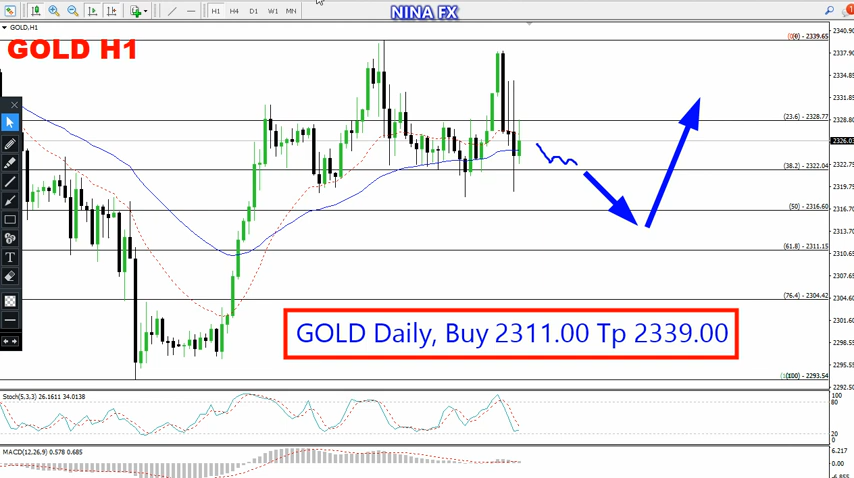 H1 H4 D1 W1 MN
NINA FX
GOLD,H1
GOLD H1
(0) - 2339.65
2340.90
2337.90
2334.85
2331.85
(23.6) - 2328.77
2328.80
2326.03
(38.2) - 2322.04
2322.75
2319.75
(50) - 2316.60
2316.70
2313.70
(61.8) - 2311.15
2310.65
2307.65
(76.4) - 2304.42
2304.60
2301.60
GOLD Daily, Buy 2311.00 Tp 2339.00
2298.60
2295.55
(100) - 2293.54
2292.50
Stoch(5,3,3) 26.1611 34.0138
100
80
20
0
MACD(12,26,9) 0.578 0.685
6.217
0.00
-6.855
T